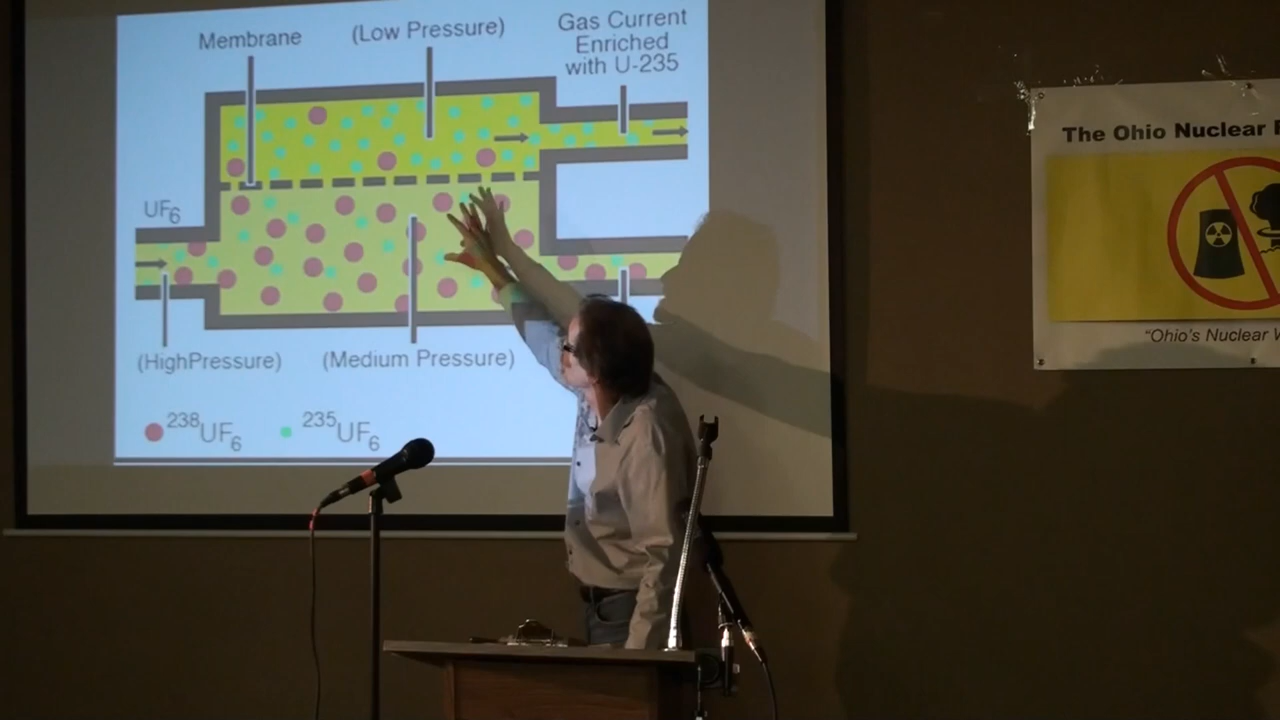 Membrane
(Low Pressure)
Gas Current
Enriched
with U-235
UF6
(HighPressure)
(Medium Pressure)
238UF6
235UF6
The Ohio Nuclear
"Ohio's Nuclear